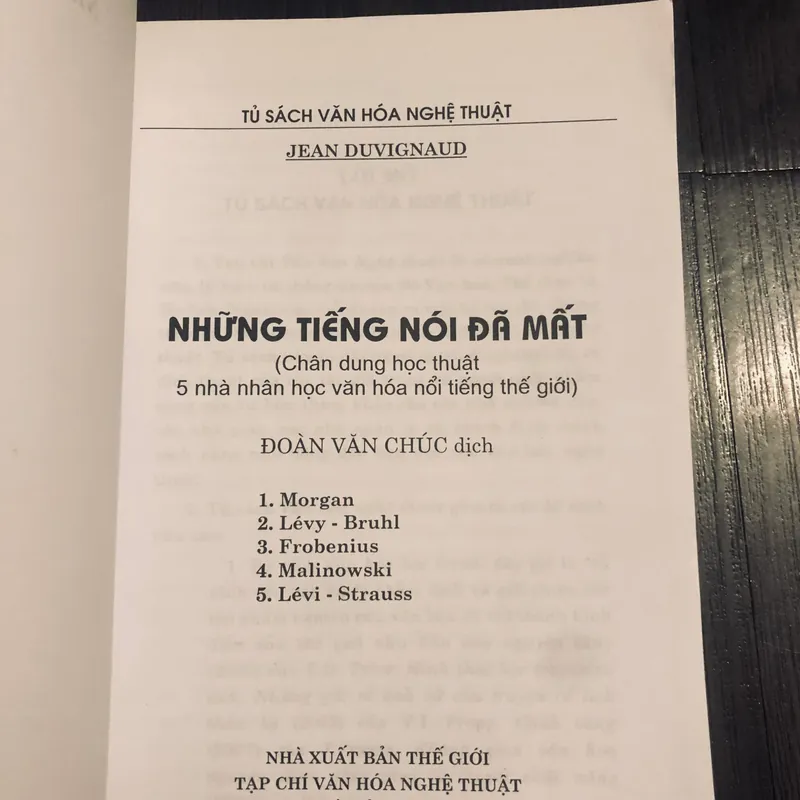 TỦ SÁCH VĂN HÓA NGHỆ THUẬT
JEAN DUVIGNAUD
NHỮNG TIẾNG NÓI ĐÃ MẤT
(Chân dung học thuật
5 nhà nhân học văn hóa nổi tiếng thế giới)
ĐOÀN VĂN CHÚC dịch
1. Morgan
2. Lévy - Bruhl
3. Frobenius
4. Malinowski
5. Lévi - Strauss
NHÀ XUẤT BẢN THẾ GIỚI
TẠP CHÍ VĂN HÓA NGHỆ THUẬT